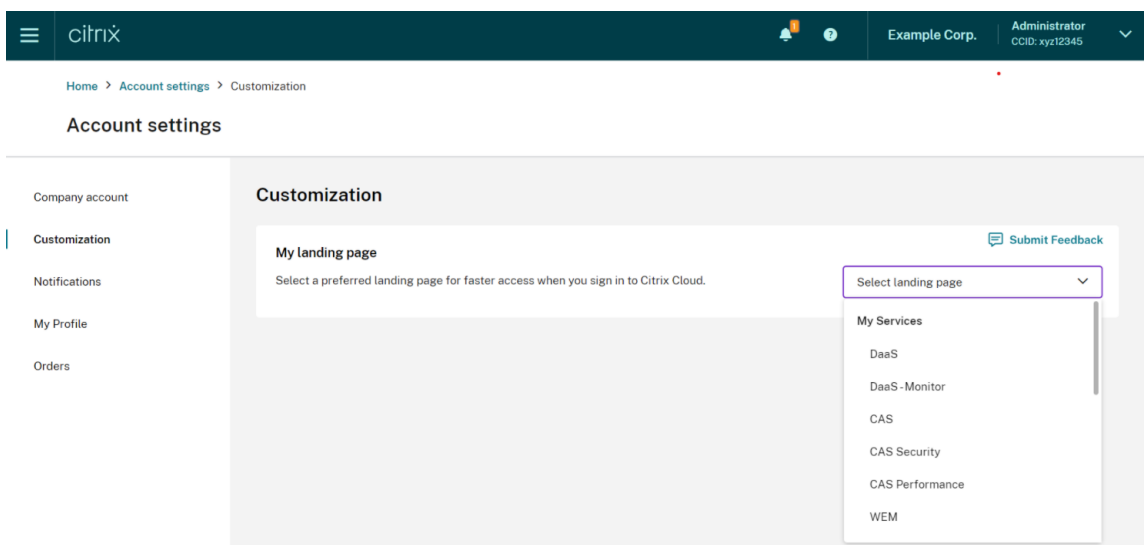 citrix
1
?
Example Corp.
Administrator
CCID: xyz12345
Home > Account settings > Customization
Account settings
Company account
Customization
Notifications
My Profile
Orders
Customization
My landing page
Select a preferred landing page for faster access when you sign in to Citrix Cloud.
Submit Feedback
Select landing page
My Services
DaaS
DaaS - Monitor
CAS
CAS Security
CAS Performance
WEM